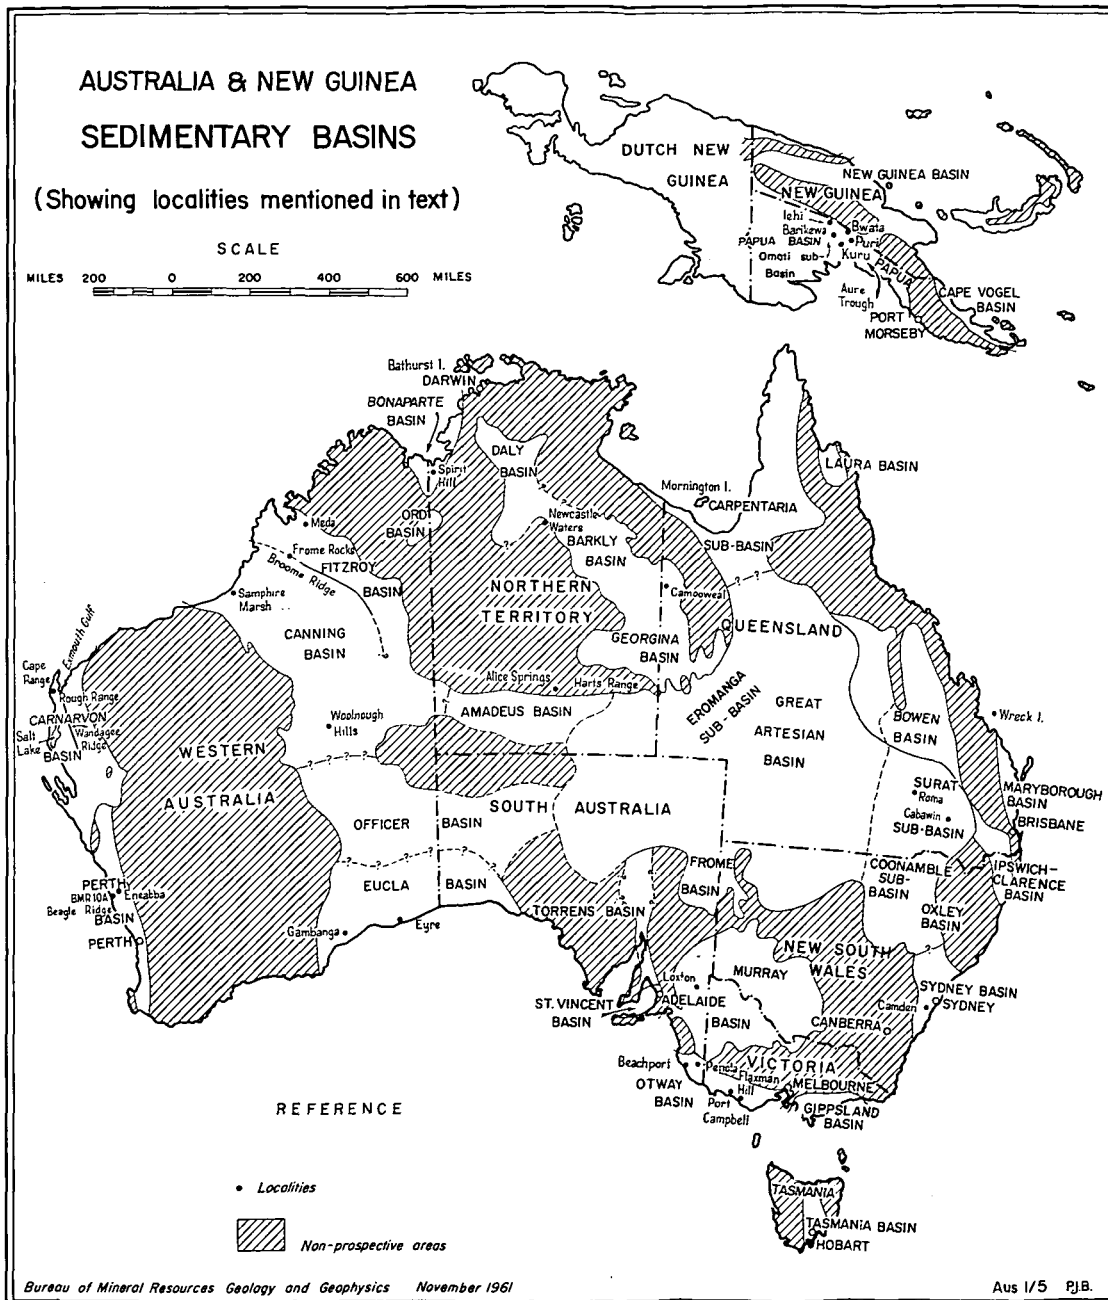 AUSTRALIA & NEW GUINEA
SEDIMENTARY BASINS
(Showing localities mentioned in text)
SCALE
MILES 200 0 200 400 600 MILES
DUTCH NEW
GUINEA
NEW GUINEA BASIN
NEW GUINEA
Iehi
Barikewa
Bwata
PAPUA BASIN
Puri
Omati sub-
Basin
Kuru
PAPUA
Aure
Trough
CAPE VOGEL
BASIN
PORT
MORSEBY
Bathurst I.
DARWIN
BONAPARTE
BASIN
DALY
BASIN
Spirit
Hill
LAURA BASIN
Mornington I.
CARPENTARIA
SUB-BASIN
ORD
BASIN
Newcastle
Waters
BARKLY
BASIN
Meda
Frome Rocks
FITZROY
BASIN
Broome Ridge
Samphire
Marsh
NORTHERN
TERRITORY
Camooweal
QUEENSLAND
CANNING
BASIN
GEORGINA
BASIN
Exmouth Gulf
Cape
Range
Rough Range
Alice Springs
Harts Range
CARNARVON
BASIN
Wandagee
Ridge
Salt
Lake
Woolnough
Hills
AMADEUS BASIN
EROMANGA
SUB-BASIN
GREAT
ARTESIAN
BASIN
BOWEN
BASIN
Wreck I.
WESTERN
AUSTRALIA
SOUTH AUSTRALIA
SURAT
Roma
Cabawin
SUB-BASIN
MARYBOROUGH
BASIN
BRISBANE
OFFICER BASIN
FROME
BASIN
COONAMBLE
SUB-
BASIN
IPSWICH-
CLARENCE
BASIN
EUCLA BASIN
PERTH
BASIN
BMR 10A
Eneabba
Beagle Ridge
PERTH
TORRENS BASIN
OXLEY
BASIN
Gambanga
Eyre
NEW SOUTH
WALES
MURRAY
BASIN
Loxton
ST. VINCENT
BASIN
ADELAIDE
SYDNEY BASIN
SYDNEY
Camden
CANBERRA
Beachport
Penola
VICTORIA
OTWAY
BASIN
Flaxman
Hill
MELBOURNE
Port
Campbell
GIPPSLAND
BASIN
REFERENCE
Localities
Non-prospective areas
TASMANIA
TASMANIA BASIN
HOBART
Bureau of Mineral Resources Geology and Geophysics November 1961
Aus 1/5 P.J.B.